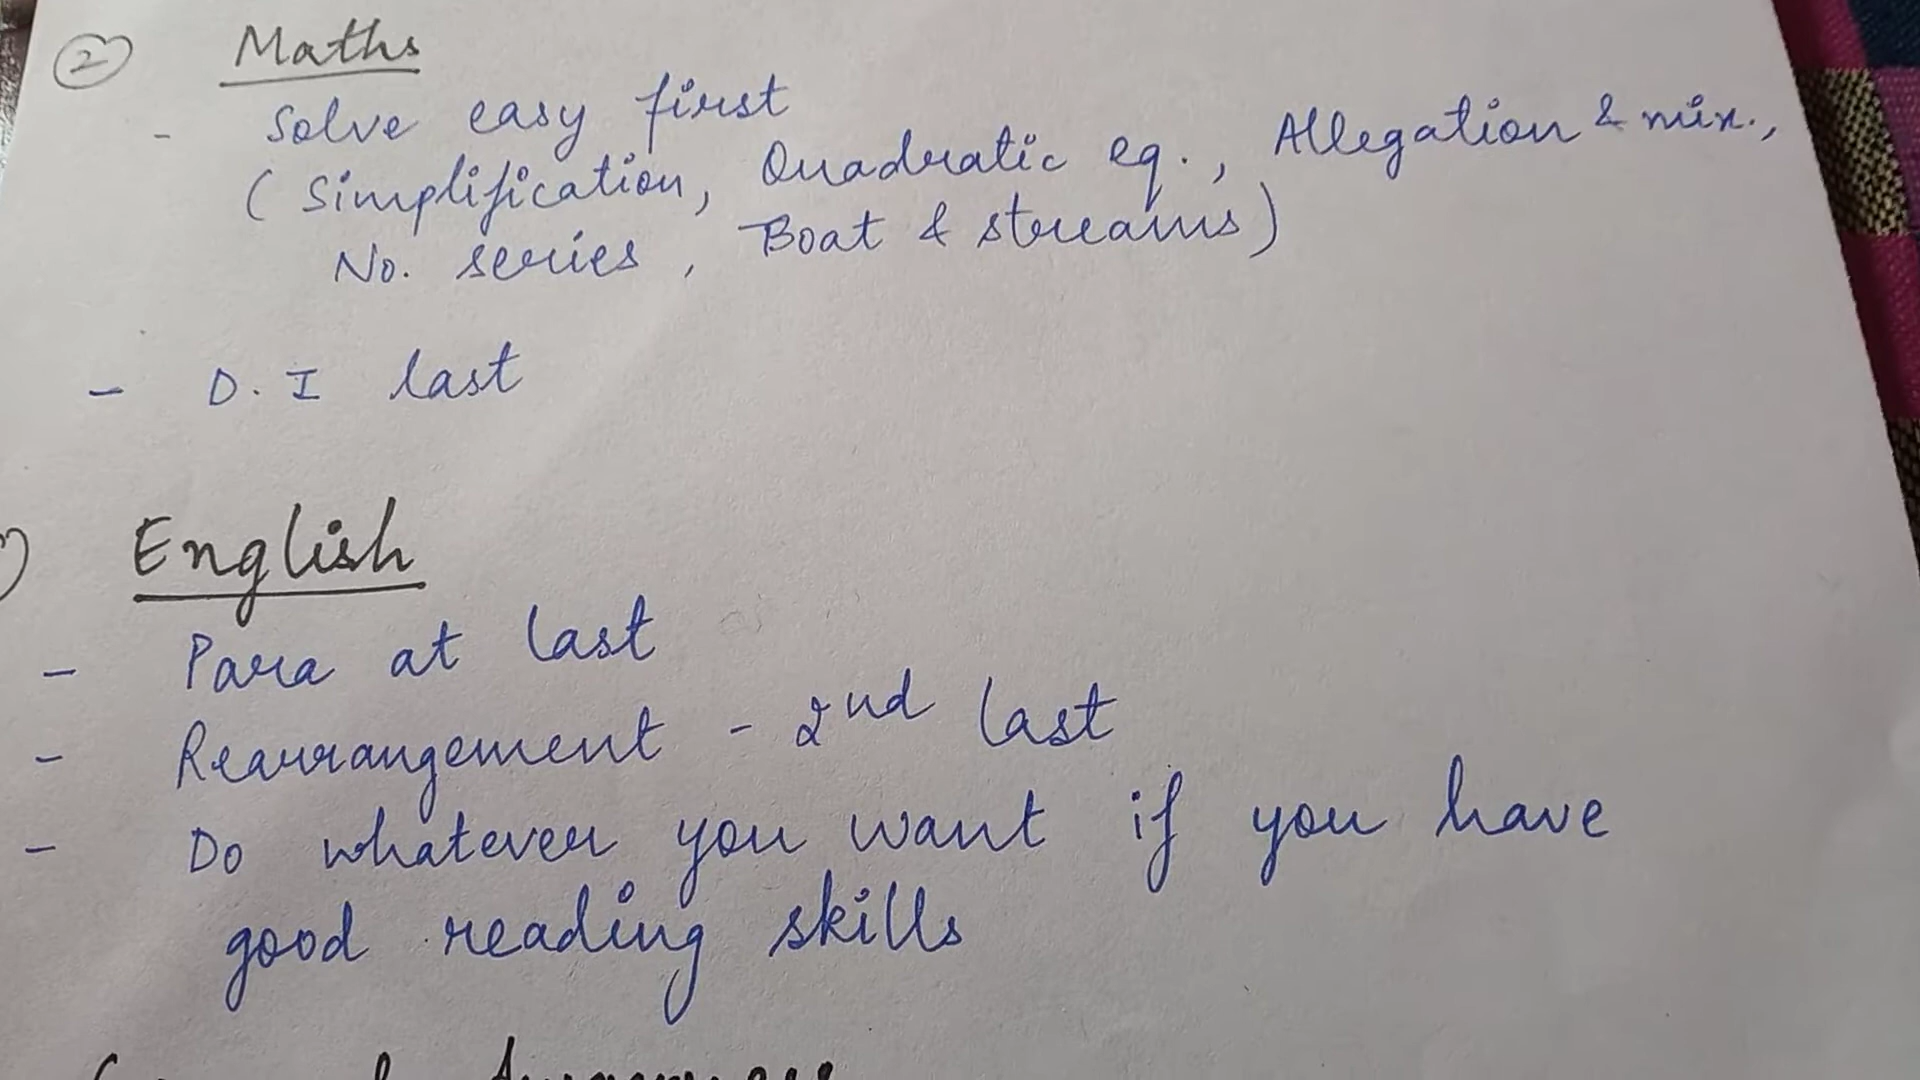 2 Maths
- Solve easy first
( Simplification, Quadratic eq., Allegation & mix.,
No. series, Boat & streams)
- D. I last
) English
- Para at last
- Rearrangement - 2nd last
- Do whatever you want if you have
good reading skills